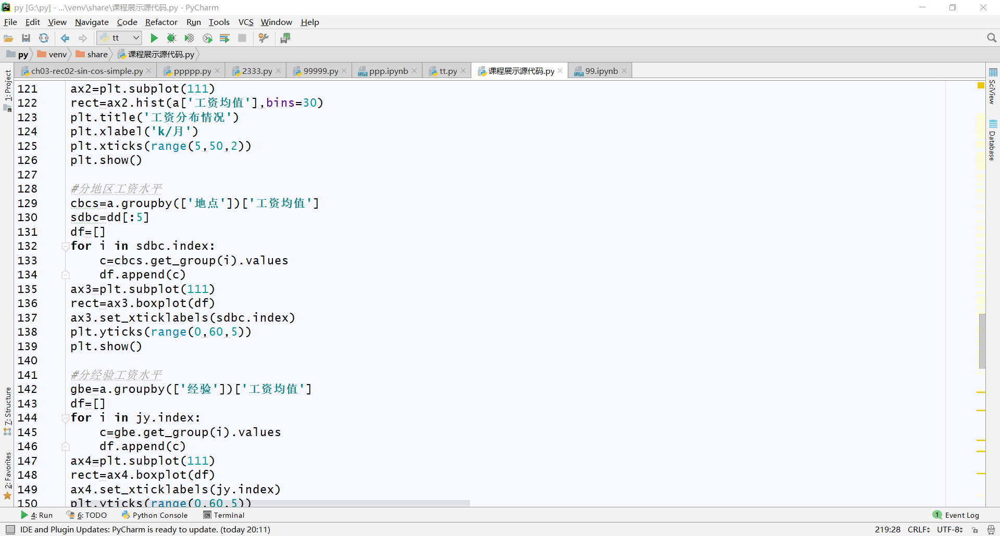 py [G:\py] - ...\venv\share\课程展示源代码.py - PyCharm
File Edit View Navigate Code Refactor Run Tools VCS Window Help
tt
py venv share 课程展示源代码.py
ch03-rec02-sin-cos-simple.py ppppp.py 2333.py 99999.py ppp.ipynb tt.py 课程展示源代码.py 99.ipynb
1: Project
7: Structure
2: Favorites
121 ax2=plt.subplot(111)
122 rect=ax2.hist(a['工资均值'],bins=30)
123 plt.title('工资分布情况')
124 plt.xlabel('k/月')
125 plt.xticks(range(5,50,2))
126 plt.show()
127
128 #分地区工资水平
129 cbcs=a.groupby(['地点'])['工资均值']
130 sdbc=dd[:5]
131 df=[]
132 for i in sdbc.index:
133     c=cbcs.get_group(i).values
134     df.append(c)
135 ax3=plt.subplot(111)
136 rect=ax3.boxplot(df)
137 ax3.set_xticklabels(sdbc.index)
138 plt.yticks(range(0,60,5))
139 plt.show()
140
141 #分经验工资水平
142 gbe=a.groupby(['经验'])['工资均值']
143 df=[]
144 for i in jy.index:
145     c=gbe.get_group(i).values
146     df.append(c)
147 ax4=plt.subplot(111)
148 rect=ax4.boxplot(df)
149 ax4.set_xticklabels(jy.index)
150 plt.yticks(range(0,60,5))
SciView
Database
4: Run 6: TODO Python Console Terminal 1 Event Log
IDE and Plugin Updates: PyCharm is ready to update. (today 20:11) 219:28 CRLF UTF-8